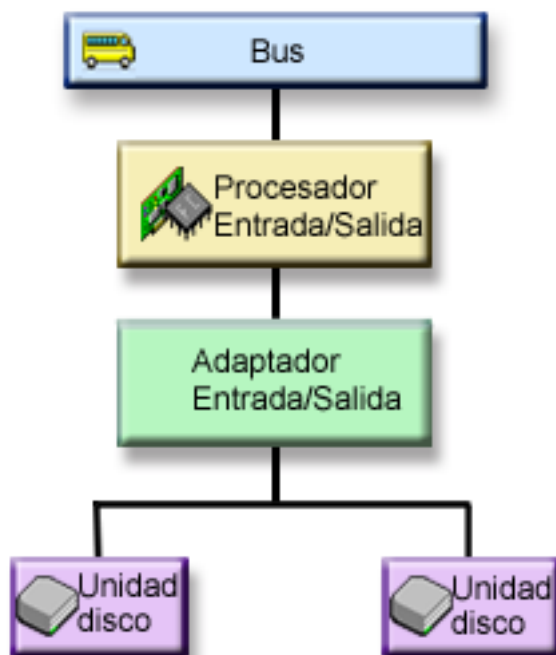 Bus
Procesador
Entrada/Salida
Adaptador
Entrada/Salida
Unidad
disco
Unidad
disco